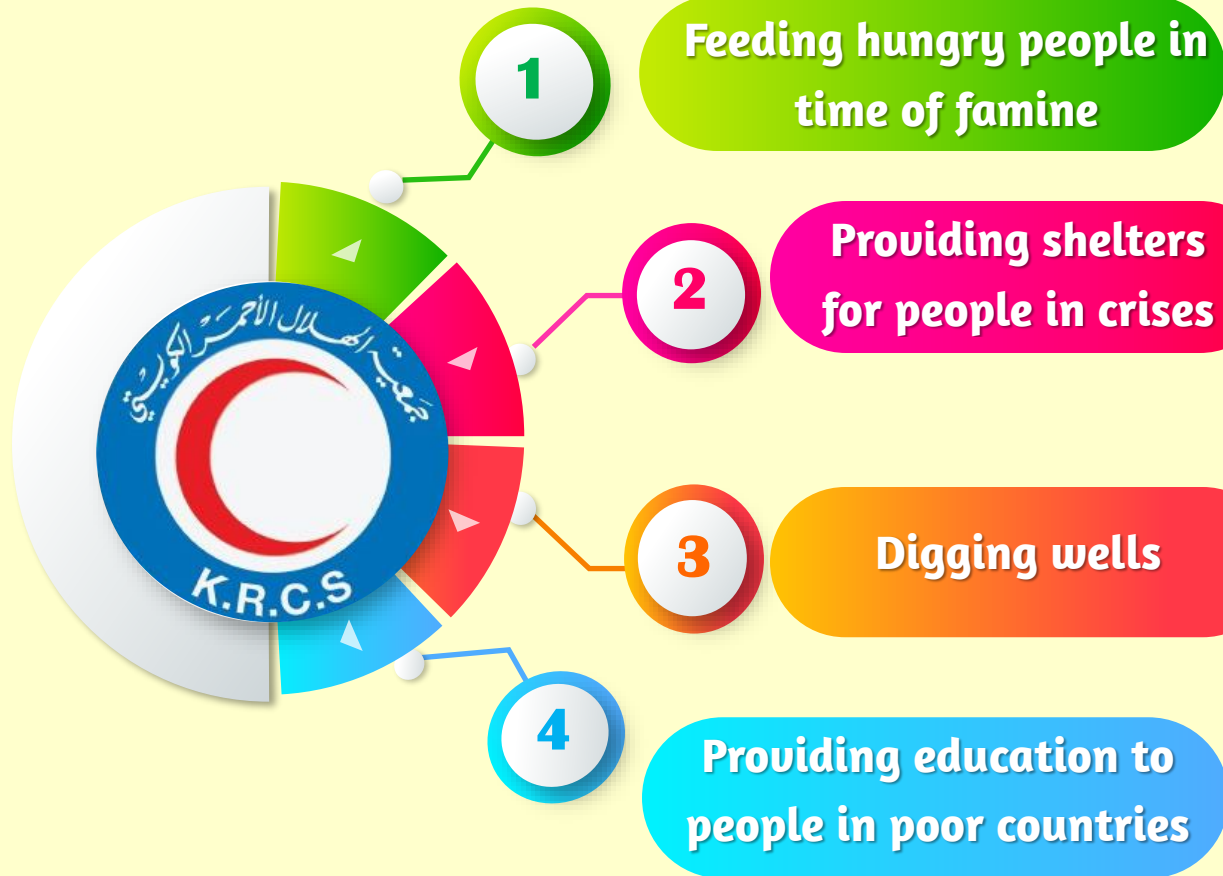 1
Feeding hungry people in
time of famine
2
Providing shelters
for people in crises
جمعية الهلال الأحمر الكويتي
K.R.C.S
3
Digging wells
4
Providing education to
people in poor countries